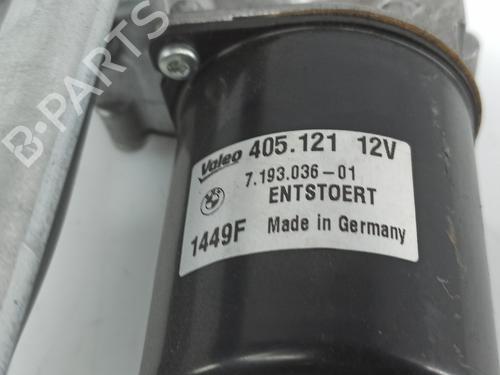 B-PARTS
Valeo 405.121 12V
7.193.036-01
ENTSTOERT
1449F Made in Germany